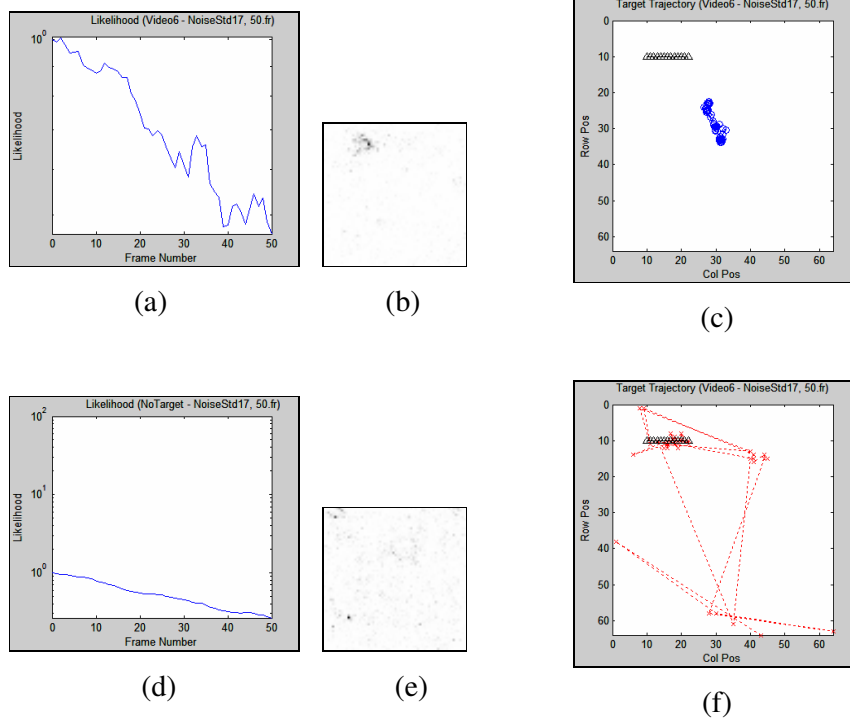 Likelihood (Video6 - NoiseStd17, 50.fr)
10^0
Likelihood
0 10 20 30 40 50
Frame Number
(a)
(b)
Target Trajectory (Video6 - NoiseStd17, 50.fr)
0
10
20
30
40
50
60
Row Pos
0 10 20 30 40 50 60
Col Pos
(c)
Likelihood (NoTarget - NoiseStd17, 50.fr)
10^2
10^1
10^0
Likelihood
0 10 20 30 40 50
Frame Number
(d)
(e)
Target Trajectory (Video6 - NoiseStd17, 50.fr)
0
10
20
30
40
50
60
Row Pos
0 10 20 30 40 50 60
Col Pos
(f)